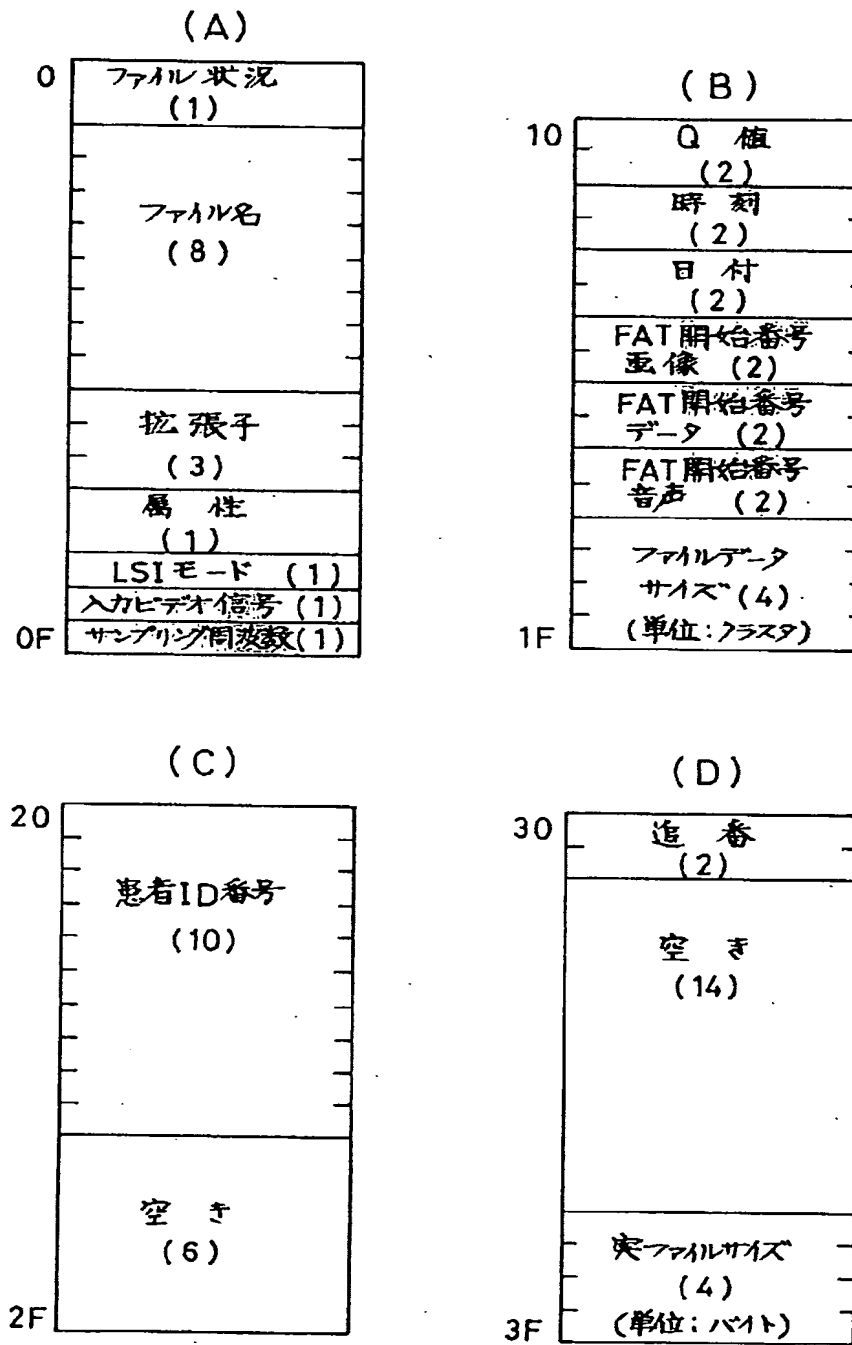 (A)
0
ファイル状況
(1)
ファイル名
(8)
拡張子
(3)
属性
(1)
LSIモード (1)
入力ビデオ信号(1)
サンプリング周波数(1)
0F
(B)
10
Q 値
(2)
時刻
(2)
日付
(2)
FAT開始番号
画像 (2)
FAT開始番号
データ (2)
FAT開始番号
音声 (2)
ファイルデータ
サイズ(4)
(単位:クラスタ)
1F
(C)
20
患者ID番号
(10)
空き
(6)
2F
(D)
30
追番
(2)
空き
(14)
実ファイルサイズ
(4)
(単位:バイト)
3F